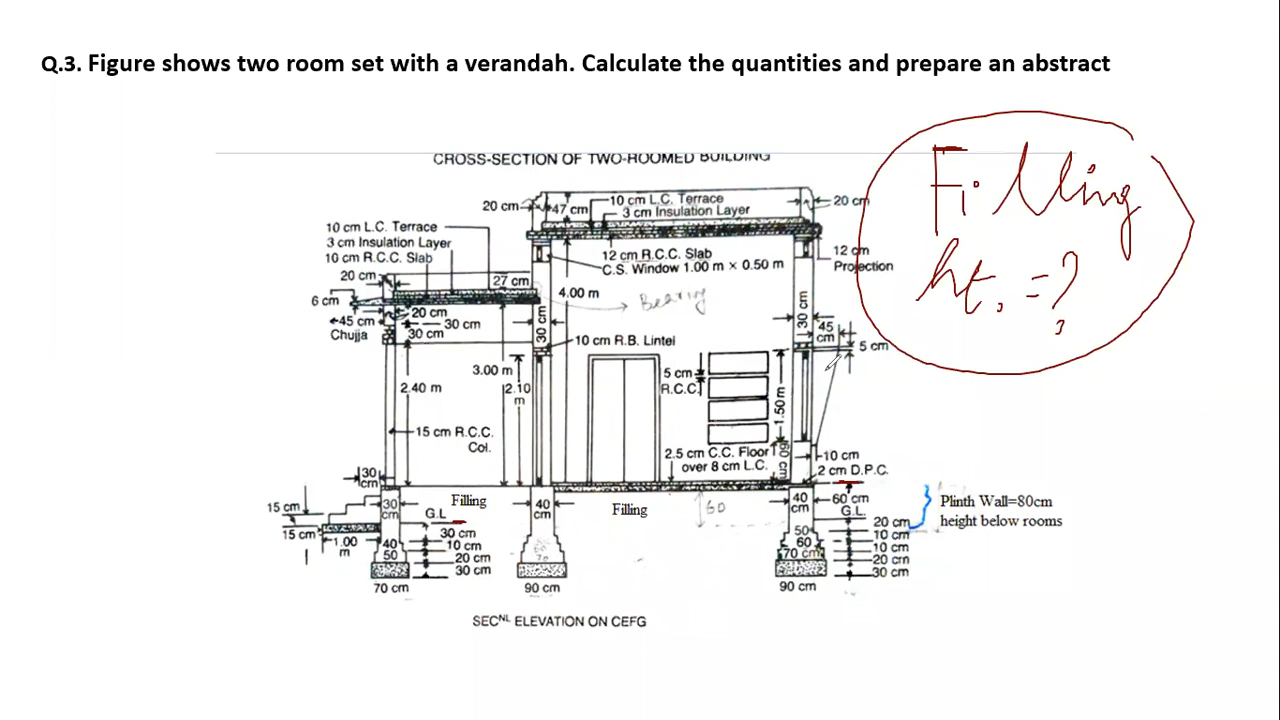 Q.3. Figure shows two room set with a verandah. Calculate the quantities and prepare an abstract
CROSS-SECTION OF TWO-ROOMED BUILDING
Filling
ht. = ?
20 cm
47 cm
10 cm L.C. Terrace
3 cm Insulation Layer
20 cm
10 cm L.C. Terrace
3 cm Insulation Layer
10 cm R.C.C. Slab
12 cm R.C.C. Slab
C.S. Window 1.00 m × 0.50 m
12 cm
Projection
20 cm
27 cm
4.00 m
Bearing
6 cm
20 cm
45 cm
Chujja
30 cm
30 cm
30 cm
30 cm
45
cm
5 cm
10 cm R.B. Lintel
3.00 m
2.10
m
2.40 m
5 cm
R.C.C.
1.50 m
15 cm R.C.C.
Col.
2.5 cm C.C. Floor
over 8 cm L.C.
60 cm
10 cm
2 cm D.P.C.
30
cm
15 cm
30
cm
Filling
G.L
40
cm
Filling
60
40
cm
60 cm
G.L.
Plinth Wall=80cm
height below rooms
15 cm
1.00
m
40
50
30 cm
10 cm
20 cm
30 cm
50
60
70 cm
20 cm
10 cm
10 cm
20 cm
30 cm
70 cm
90 cm
90 cm
SECNL ELEVATION ON CEFG